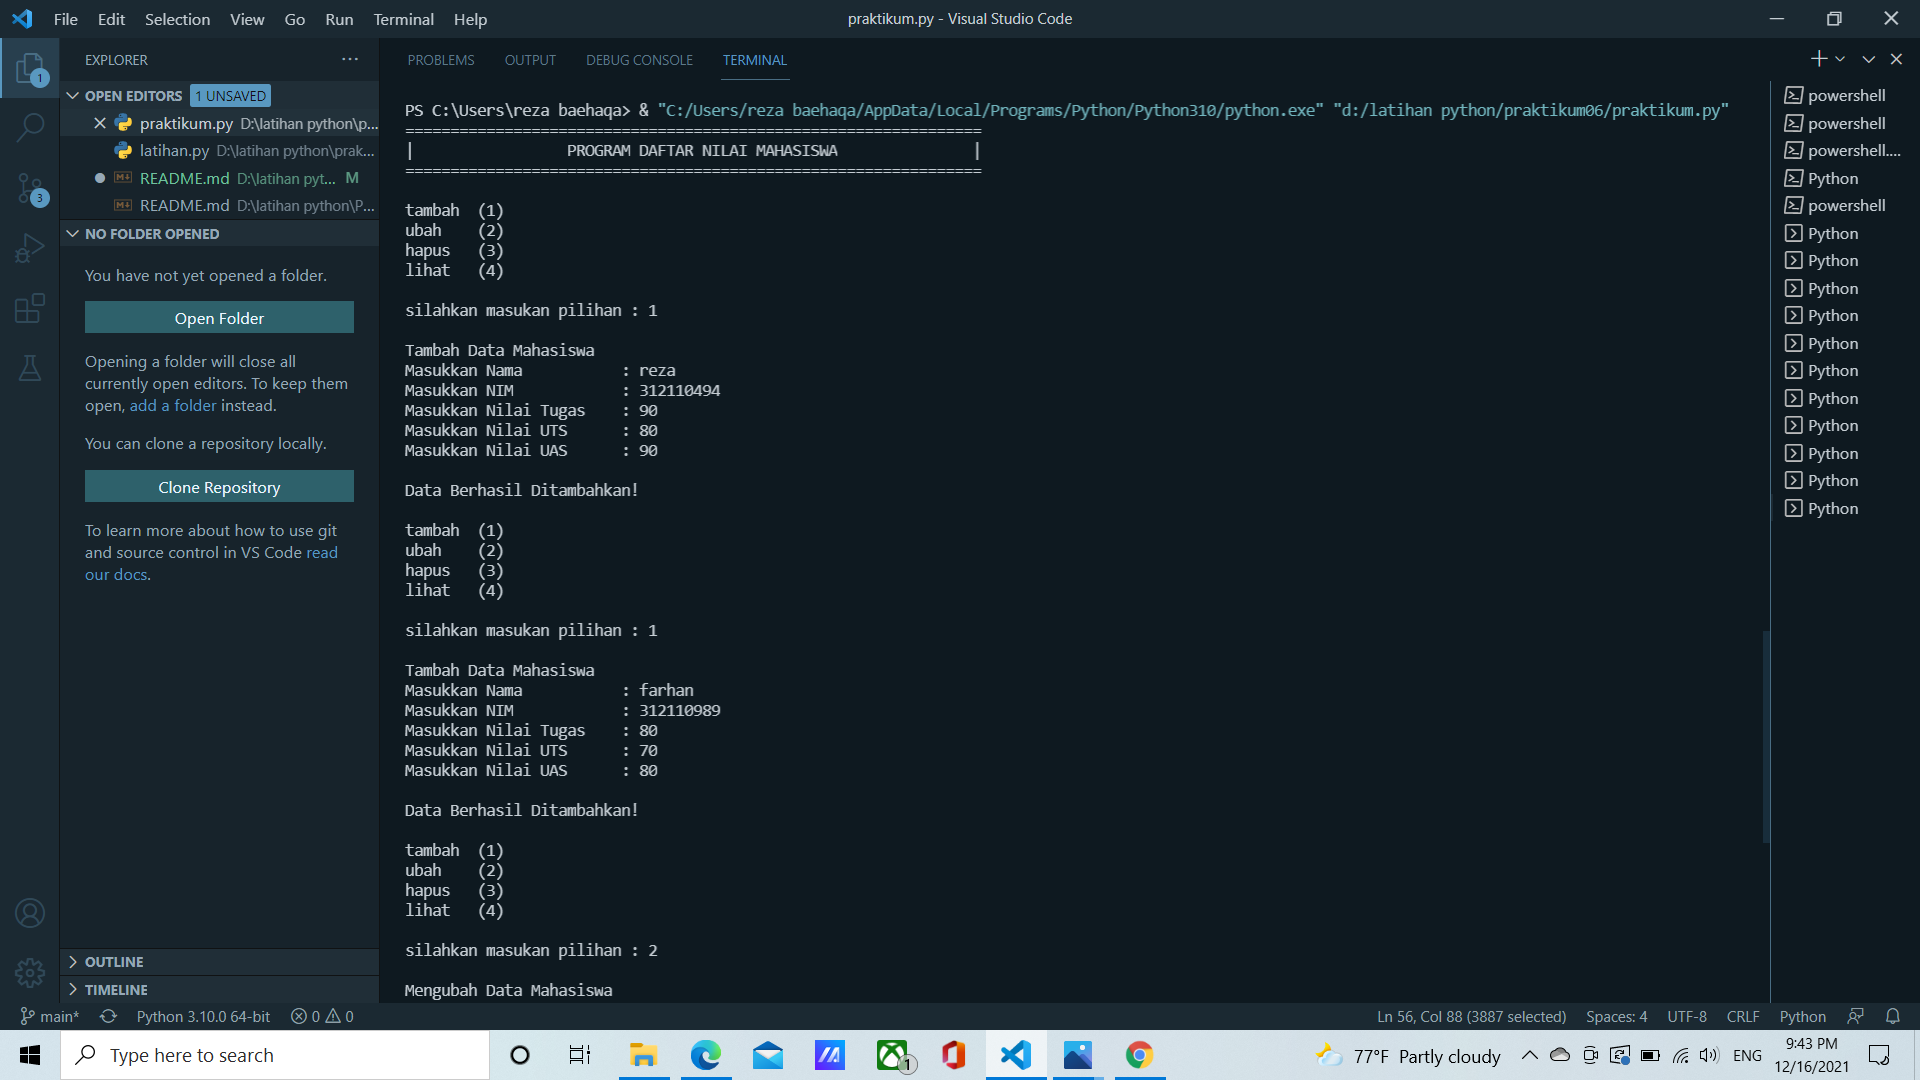 File Edit Selection View Go Run Terminal Help
praktikum.py - Visual Studio Code
EXPLORER
OPEN EDITORS 1 UNSAVED
praktikum.py D:\latihan python\p...
latihan.py D:\latihan python\prak...
README.md D:\latihan pyt... M
README.md D:\latihan python\P...
NO FOLDER OPENED
You have not yet opened a folder.
Open Folder
Opening a folder will close all
currently open editors. To keep them
open, add a folder instead.
You can clone a repository locally.
Clone Repository
To learn more about how to use git
and source control in VS Code read
our docs.
OUTLINE
TIMELINE
1
3
PROBLEMS OUTPUT DEBUG CONSOLE TERMINAL
PS C:\Users\reza baehaqa> & "C:/Users/reza baehaqa/AppData/Local/Programs/Python/Python310/python.exe" "d:/latihan python/praktikum06/praktikum.py"
================================================================
| PROGRAM DAFTAR NILAI MAHASISWA |
================================================================
tambah (1)
ubah (2)
hapus (3)
lihat (4)
silahkan masukan pilihan : 1
Tambah Data Mahasiswa
Masukkan Nama : reza
Masukkan NIM : 312110494
Masukkan Nilai Tugas : 90
Masukkan Nilai UTS : 80
Masukkan Nilai UAS : 90
Data Berhasil Ditambahkan!
tambah (1)
ubah (2)
hapus (3)
lihat (4)
silahkan masukan pilihan : 1
Tambah Data Mahasiswa
Masukkan Nama : farhan
Masukkan NIM : 312110989
Masukkan Nilai Tugas : 80
Masukkan Nilai UTS : 70
Masukkan Nilai UAS : 80
Data Berhasil Ditambahkan!
tambah (1)
ubah (2)
hapus (3)
lihat (4)
silahkan masukan pilihan : 2
Mengubah Data Mahasiswa
powershell
powershell
powershell....
Python
powershell
Python
Python
Python
Python
Python
Python
Python
Python
Python
Python
Python
main* Python 3.10.0 64-bit 0 0
Ln 56, Col 88 (3887 selected) Spaces: 4 UTF-8 CRLF Python
Type here to search
1
77°F Partly cloudy
ENG
9:43 PM
12/16/2021